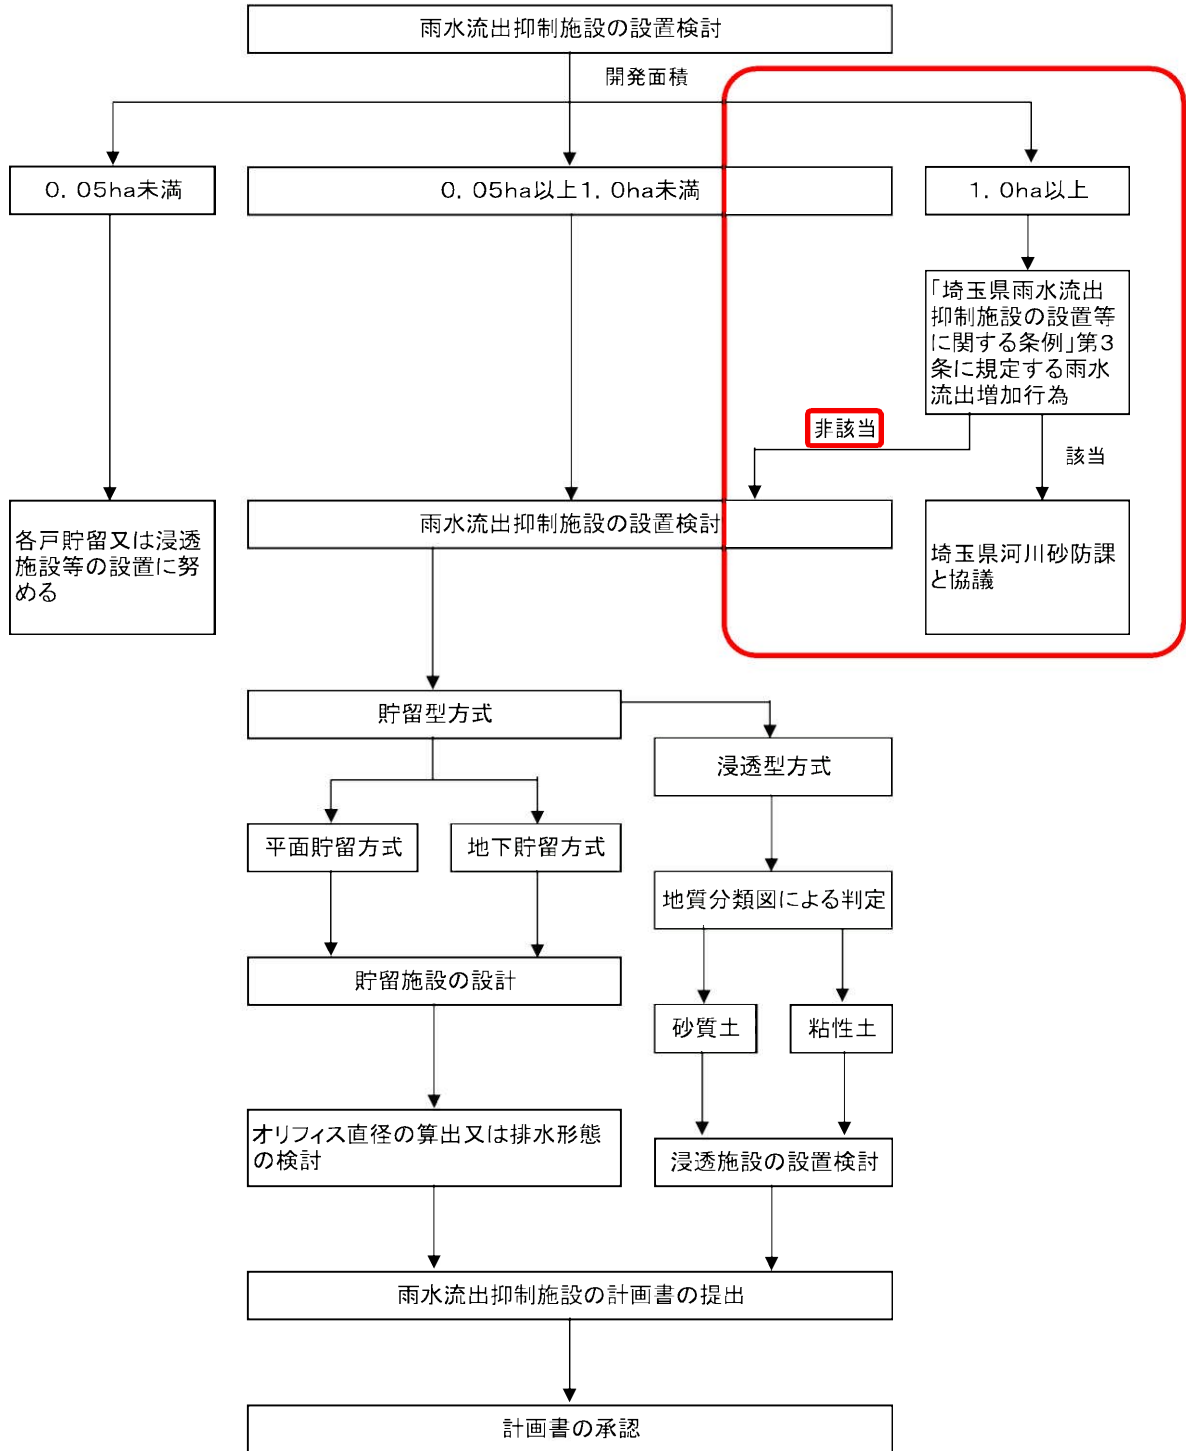 雨水流出抑制施設の設置検討
開発面積
0．05ha未満
0．05ha以上1．0ha未満
1．0ha以上
「埼玉県雨水流出
抑制施設の設置等
に関する条例」第3
条に規定する雨水
流出増加行為
非該当
該当
各戸貯留又は浸透
施設等の設置に努
める
雨水流出抑制施設の設置検討
埼玉県河川砂防課
と協議
貯留型方式
浸透型方式
平面貯留方式
地下貯留方式
地質分類図による判定
貯留施設の設計
砂質土
粘性土
オリフィス直径の算出又は排水形態
の検討
浸透施設の設置検討
雨水流出抑制施設の計画書の提出
計画書の承認